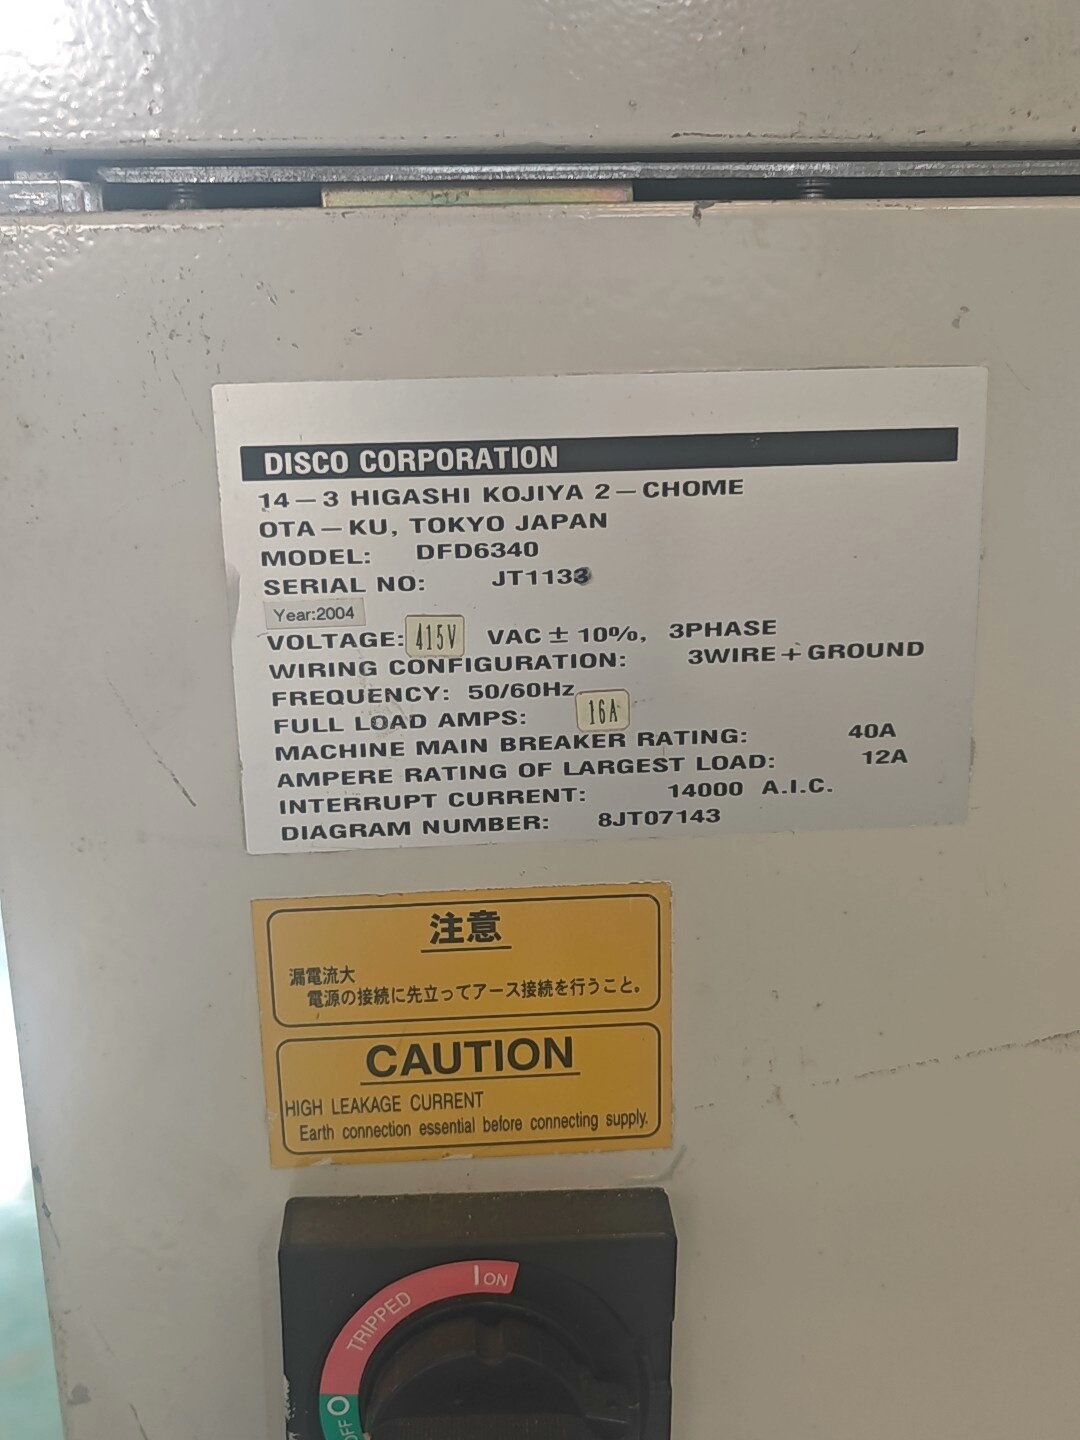 DISCO CORPORATION
14-3 HIGASHI KOJIYA 2-CHOME
OTA-KU, TOKYO JAPAN
MODEL: DFD6340
SERIAL NO:
Year:2004
VOLTAGE: 415V VAC ± 10%, 3PHASE
WIRING CONFIGURATION: 3WIRE+GROUND
FREQUENCY: 50/60Hz
FULL LOAD AMPS: 16A
MACHINE MAIN BREAKER RATING: 40A
AMPERE RATING OF LARGEST LOAD: 12A
INTERRUPT CURRENT: 14000 A.I.C.
DIAGRAM NUMBER: 8JT07143
注意
漏電流大
電源の接続に先立ってアース接続を行うこと。
CAUTION
HIGH LEAKAGE CURRENT
Earth connection essential before connecting supply.
I ON
TRIPPED
O OFF